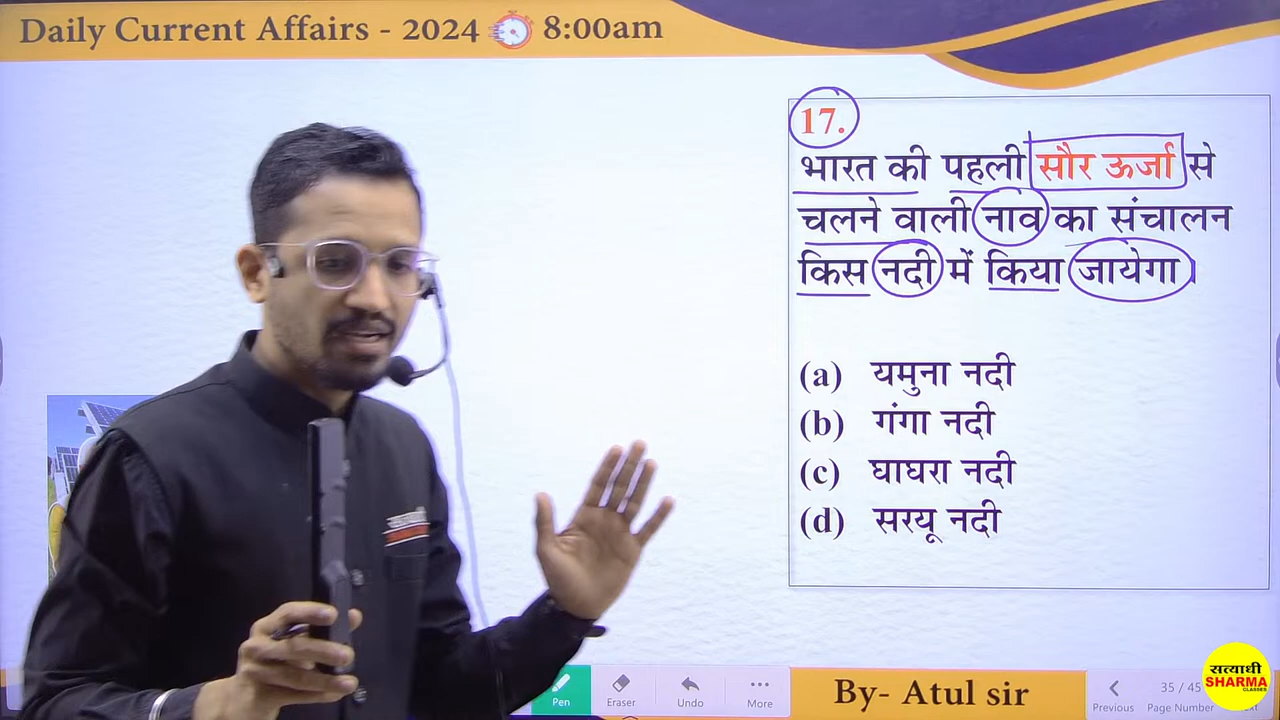 Daily Current Affairs - 2024 8:00am
17.
भारत की पहली सौर ऊर्जा से
चलने वाली नाव का संचालन
किस नदी में किया जायेगा
(a) यमुना नदी
(b) गंगा नदी
(c) घाघरा नदी
(d) सरयू नदी
Pen
Eraser
Undo
More
By- Atul sir
Previous
35 / 45
Page Number
सत्यार्थी
SHARMA
CLASSES